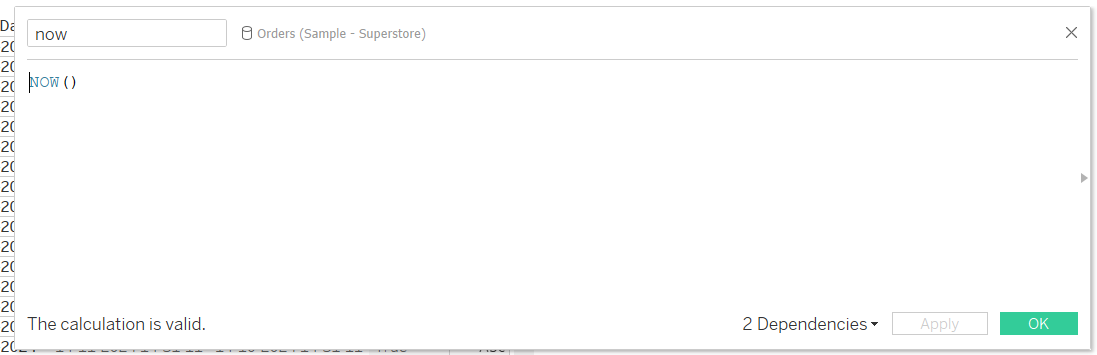 now
Orders (Sample - Superstore)
NOW()
The calculation is valid.
2 Dependencies
Apply
OK